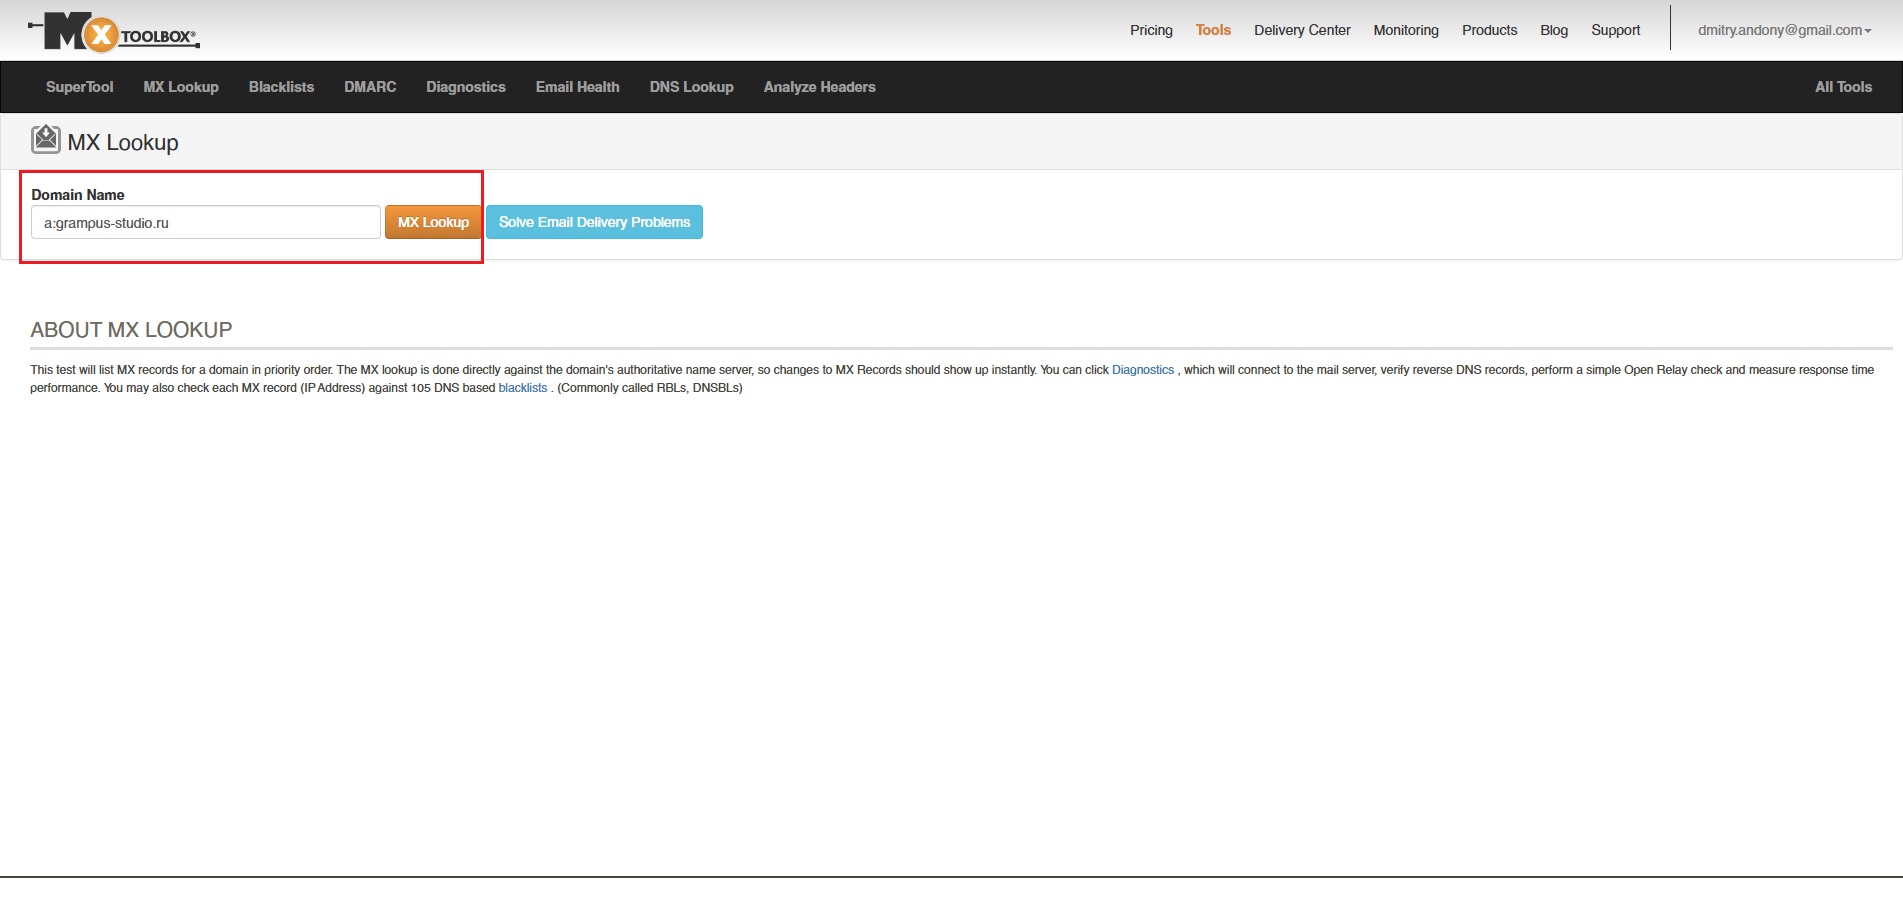 MX TOOLBOX®
Pricing Tools Delivery Center Monitoring Products Blog Support dmitry.andony@gmail.com
SuperTool MX Lookup Blacklists DMARC Diagnostics Email Health DNS Lookup Analyze Headers All Tools
MX Lookup
Domain Name
a:grampus-studio.ru MX Lookup Solve Email Delivery Problems
ABOUT MX LOOKUP
This test will list MX records for a domain in priority order. The MX lookup is done directly against the domain's authoritative name server, so changes to MX Records should show up instantly. You can click Diagnostics , which will connect to the mail server, verify reverse DNS records, perform a simple Open Relay check and measure response time
performance. You may also check each MX record (IP Address) against 105 DNS based blacklists . (Commonly called RBLs, DNSBLs)